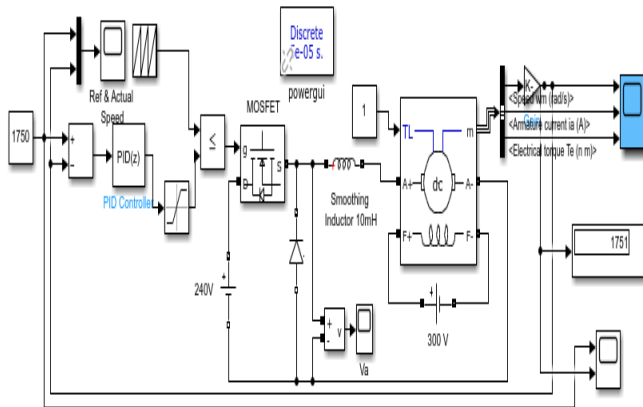 Discrete
5e-05 s.
powergui
Ref & Actual
Speed
MOSFET
1750
+
−
PID(z)
PID Controller
≤
g
D
S
1
TL
m
A+
dc
A-
F+
F-
K-
<Speed wm (rad/s)>
<Armature current ia (A)>
<Electrical torque Te (n m)>
Smoothing
Inductor 10mH
240V
+
+
-
v
Va
+
300 V
1751